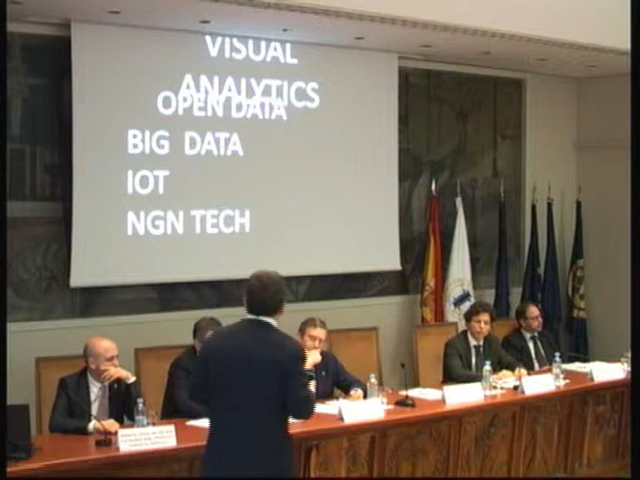 VISUAL
ANALYTICS
OPEN DATA
BIG DATA
IOT
NGN TECH